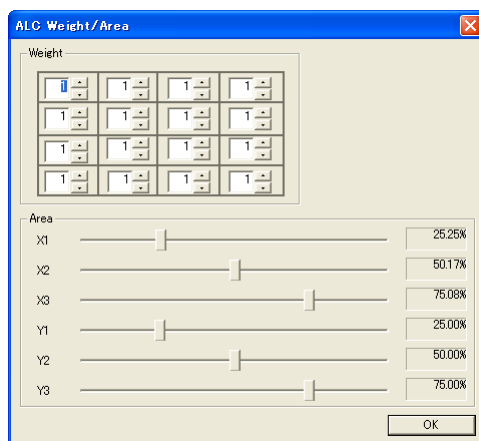 ALC Weight/Area
Weight
1 1 1 1
1 1 1 1
1 1 1 1
1 1 1 1
Area
X1 25.25%
X2 50.17%
X3 75.08%
Y1 25.00%
Y2 50.00%
Y3 75.00%
OK